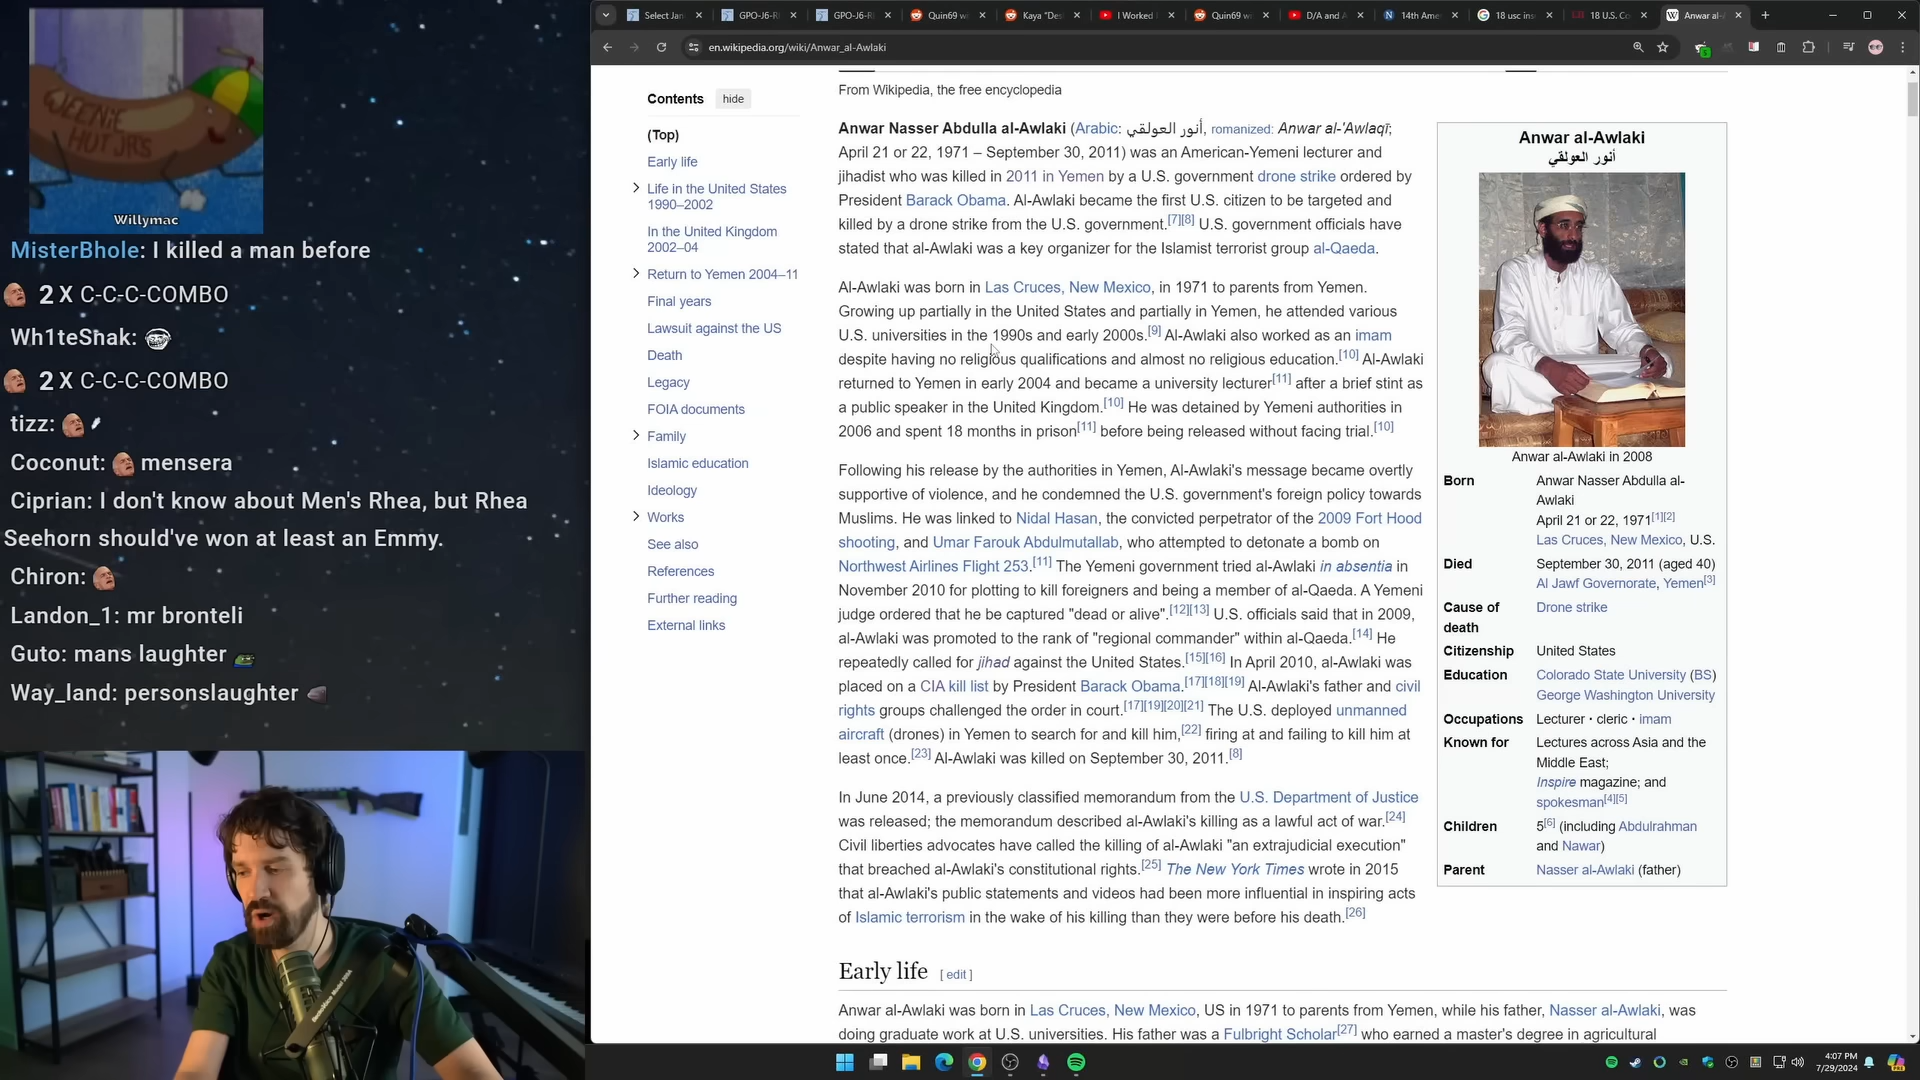 WEENIE
HUT JRS
Willymac
MisterBhole: I killed a man before
2 X C-C-C-COMBO
Wh1teShak:
2 X C-C-C-COMBO
tizz:
Coconut: mensera
Ciprian: I don't know about Men's Rhea, but Rhea
Seehorn should've won at least an Emmy.
Chiron:
Landon_1: mr bronteli
Guto: mans laughter
Way_land: personslaughter
Select Jan
GPO-J6-R
GPO-J6-R
Quin69 w
Kaya "Des
I Worked
Quin69 w
D/A and A
14th Ame
18 usc ins
18 U.S. Co
Anwar al-
en.wikipedia.org/wiki/Anwar_al-Awlaki
Contents hide
(Top)
Early life
Life in the United States
1990–2002
In the United Kingdom
2002–04
Return to Yemen 2004–11
Final years
Lawsuit against the US
Death
Legacy
FOIA documents
Family
Islamic education
Ideology
Works
See also
References
Further reading
External links
From Wikipedia, the free encyclopedia
Anwar Nasser Abdulla al-Awlaki (Arabic: أنور العولقي, romanized: Anwar al-'Awlaqī;
April 21 or 22, 1971 – September 30, 2011) was an American-Yemeni lecturer and
jihadist who was killed in 2011 in Yemen by a U.S. government drone strike ordered by
President Barack Obama. Al-Awlaki became the first U.S. citizen to be targeted and
killed by a drone strike from the U.S. government.[7][8] U.S. government officials have
stated that al-Awlaki was a key organizer for the Islamist terrorist group al-Qaeda.
Al-Awlaki was born in Las Cruces, New Mexico, in 1971 to parents from Yemen.
Growing up partially in the United States and partially in Yemen, he attended various
U.S. universities in the 1990s and early 2000s.[9] Al-Awlaki also worked as an imam
despite having no religious qualifications and almost no religious education.[10] Al-Awlaki
returned to Yemen in early 2004 and became a university lecturer[11] after a brief stint as
a public speaker in the United Kingdom.[10] He was detained by Yemeni authorities in
2006 and spent 18 months in prison[11] before being released without facing trial.[10]
Following his release by the authorities in Yemen, Al-Awlaki's message became overtly
supportive of violence, and he condemned the U.S. government's foreign policy towards
Muslims. He was linked to Nidal Hasan, the convicted perpetrator of the 2009 Fort Hood
shooting, and Umar Farouk Abdulmutallab, who attempted to detonate a bomb on
Northwest Airlines Flight 253.[11] The Yemeni government tried al-Awlaki in absentia in
November 2010 for plotting to kill foreigners and being a member of al-Qaeda. A Yemeni
judge ordered that he be captured "dead or alive".[12][13] U.S. officials said that in 2009,
al-Awlaki was promoted to the rank of "regional commander" within al-Qaeda.[14] He
repeatedly called for jihad against the United States.[15][16] In April 2010, al-Awlaki was
placed on a CIA kill list by President Barack Obama.[17][18][19] Al-Awlaki's father and civil
rights groups challenged the order in court.[17][19][20][21] The U.S. deployed unmanned
aircraft (drones) in Yemen to search for and kill him,[22] firing at and failing to kill him at
least once.[23] Al-Awlaki was killed on September 30, 2011.[8]
In June 2014, a previously classified memorandum from the U.S. Department of Justice
was released; the memorandum described al-Awlaki's killing as a lawful act of war.[24]
Civil liberties advocates have called the killing of al-Awlaki "an extrajudicial execution"
that breached al-Awlaki's constitutional rights.[25] The New York Times wrote in 2015
that al-Awlaki's public statements and videos had been more influential in inspiring acts
of Islamic terrorism in the wake of his killing than they were before his death.[26]
Early life [ edit ]
Anwar al-Awlaki was born in Las Cruces, New Mexico, US in 1971 to parents from Yemen, while his father, Nasser al-Awlaki, was
doing graduate work at U.S. universities. His father was a Fulbright Scholar[27] who earned a master's degree in agricultural
Anwar al-Awlaki
أنور العولقي
Anwar al-Awlaki in 2008
Born Anwar Nasser Abdulla al-
Awlaki
April 21 or 22, 1971[1][2]
Las Cruces, New Mexico, U.S.
Died September 30, 2011 (aged 40)
Al Jawf Governorate, Yemen[3]
Cause of Drone strike
death
Citizenship United States
Education Colorado State University (BS)
George Washington University
Occupations Lecturer · cleric · imam
Known for Lectures across Asia and the
Middle East;
Inspire magazine; and
spokesman[4][5]
Children 5[6] (including Abdulrahman
and Nawar)
Parent Nasser al-Awlaki (father)
4:07 PM
7/29/2024